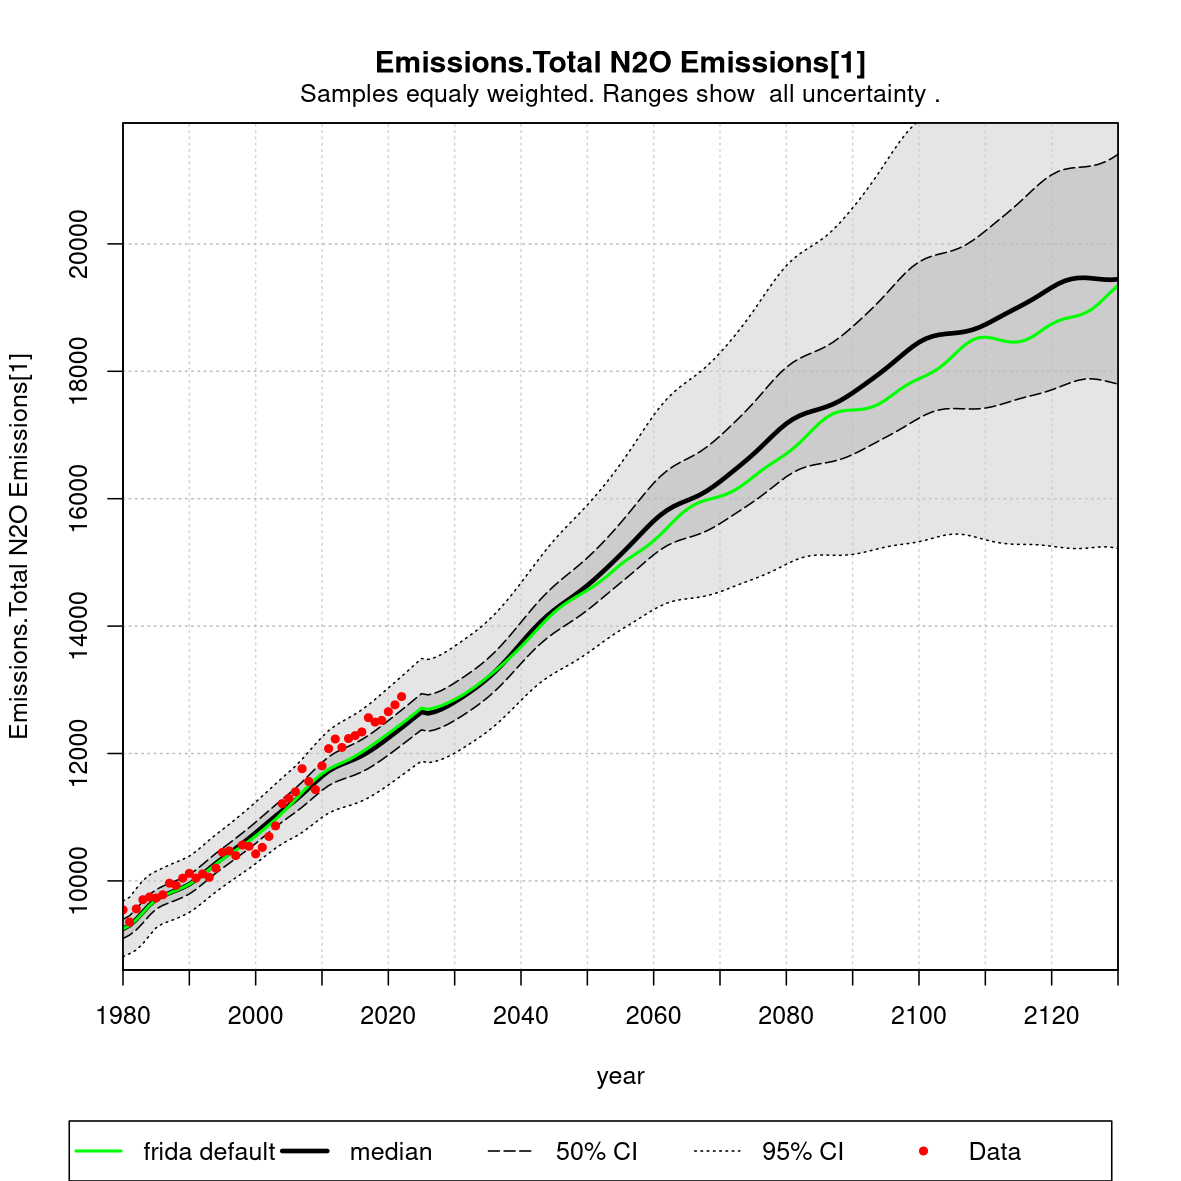 Emissions.Total N2O Emissions[1]
Samples equaly weighted. Ranges show  all uncertainty .
Emissions.Total N2O Emissions[1]
20000
18000
16000
14000
12000
10000
1980 2000 2020 2040 2060 2080 2100 2120
year
frida default median 50% CI 95% CI Data